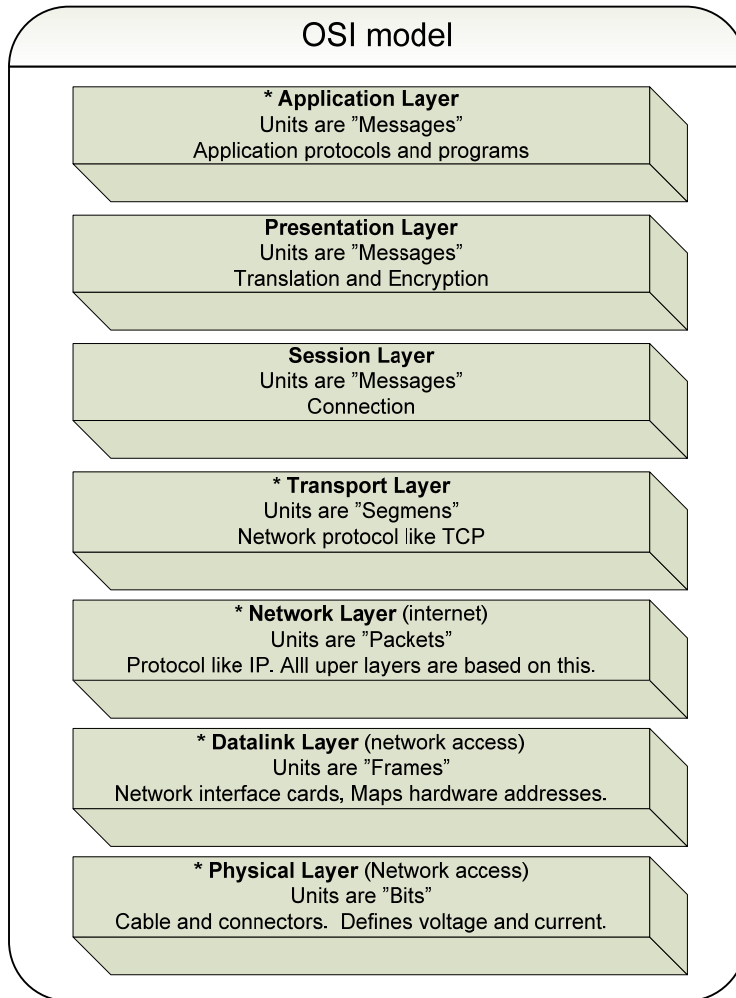 OSI model
* Application Layer
Units are ”Messages”
Application protocols and programs
Presentation Layer
Units are ”Messages”
Translation and Encryption
Session Layer
Units are ”Messages”
Connection
* Transport Layer
Units are ”Segmens”
Network protocol like TCP
* Network Layer (internet)
Units are ”Packets”
Protocol like IP. Alll uper layers are based on this.
* Datalink Layer (network access)
Units are ”Frames”
Network interface cards, Maps hardware addresses.
* Physical Layer (Network access)
Units are ”Bits”
Cable and connectors. Defines voltage and current.